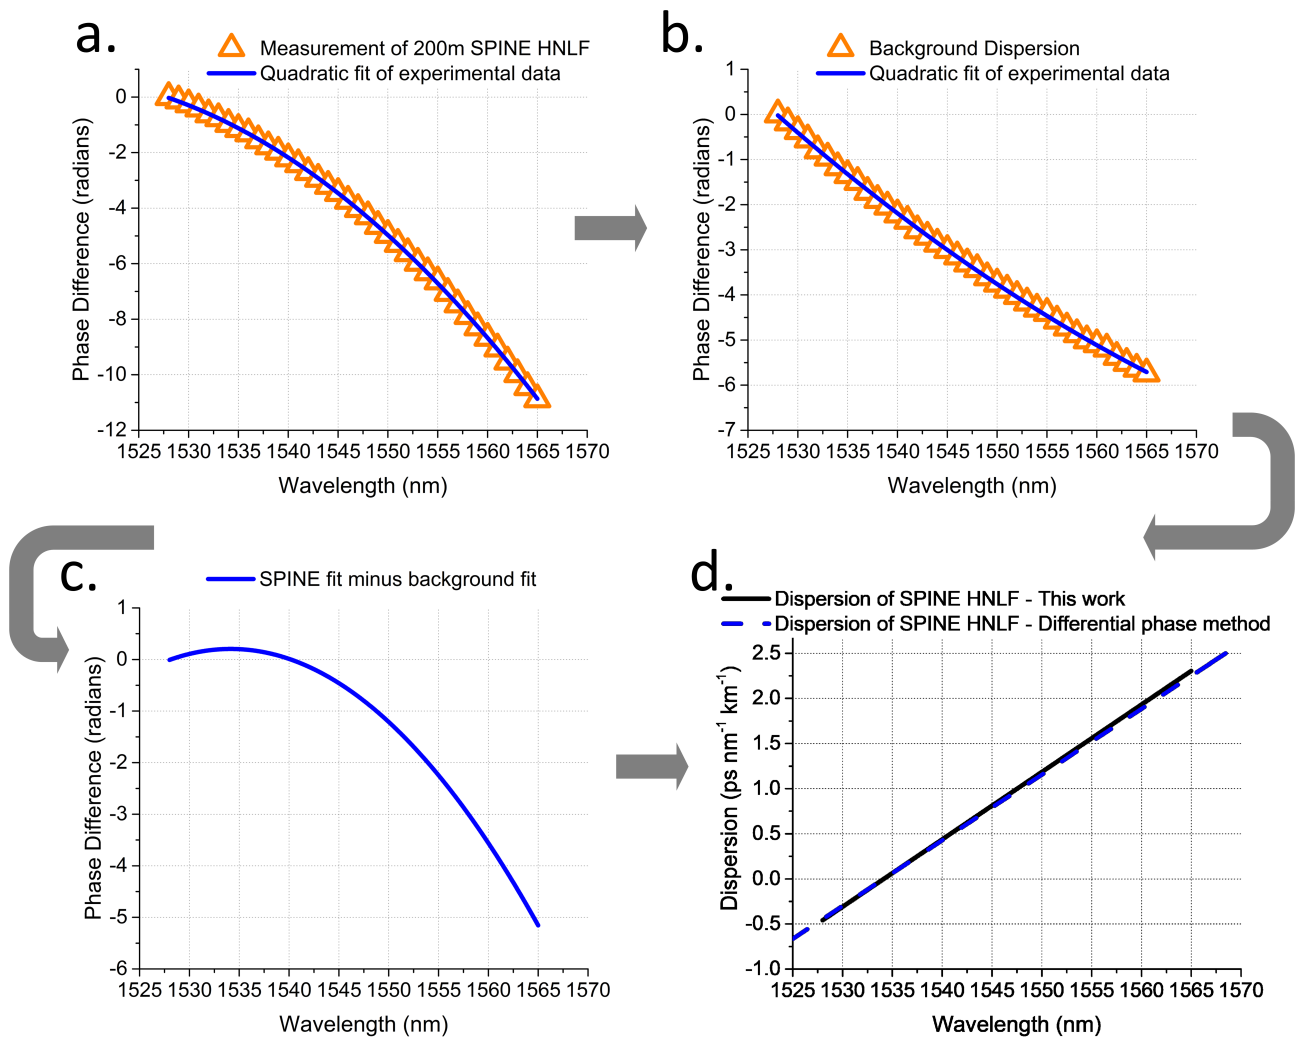 a.
Measurement of 200m SPINE HNLF
Quadratic fit of experimental data
0
-2
-4
-6
-8
-10
-12
Phase Difference (radians)
1525 1530 1535 1540 1545 1550 1555 1560 1565 1570
Wavelength (nm)
b.
Background Dispersion
Quadratic fit of experimental data
1
0
-1
-2
-3
-4
-5
-6
-7
Phase Difference (radians)
1525 1530 1535 1540 1545 1550 1555 1560 1565 1570
Wavelength (nm)
c.
SPINE fit minus background fit
1
0
-1
-2
-3
-4
-5
-6
Phase Difference (radians)
1525 1530 1535 1540 1545 1550 1555 1560 1565 1570
Wavelength (nm)
d.
Dispersion of SPINE HNLF - This work
Dispersion of SPINE HNLF - Differential phase method
2.5
2.0
1.5
1.0
0.5
0.0
-0.5
-1.0
Dispersion (ps nm⁻¹ km⁻¹)
1525 1530 1535 1540 1545 1550 1555 1560 1565 1570
Wavelength (nm)